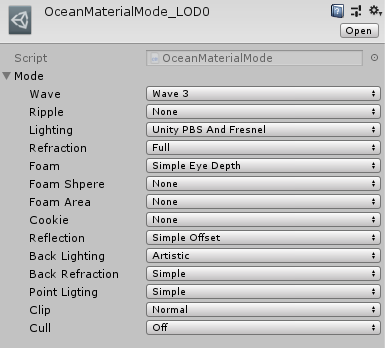 OceanMaterialMode_LOD0
Open
Script OceanMaterialMode
Mode
Wave Wave 3
Ripple None
Lighting Unity PBS And Fresnel
Refraction Full
Foam Simple Eye Depth
Foam Shpere None
Foam Area None
Cookie None
Reflection Simple Offset
Back Lighting Artistic
Back Refraction Simple
Point Ligting Simple
Clip Normal
Cull Off